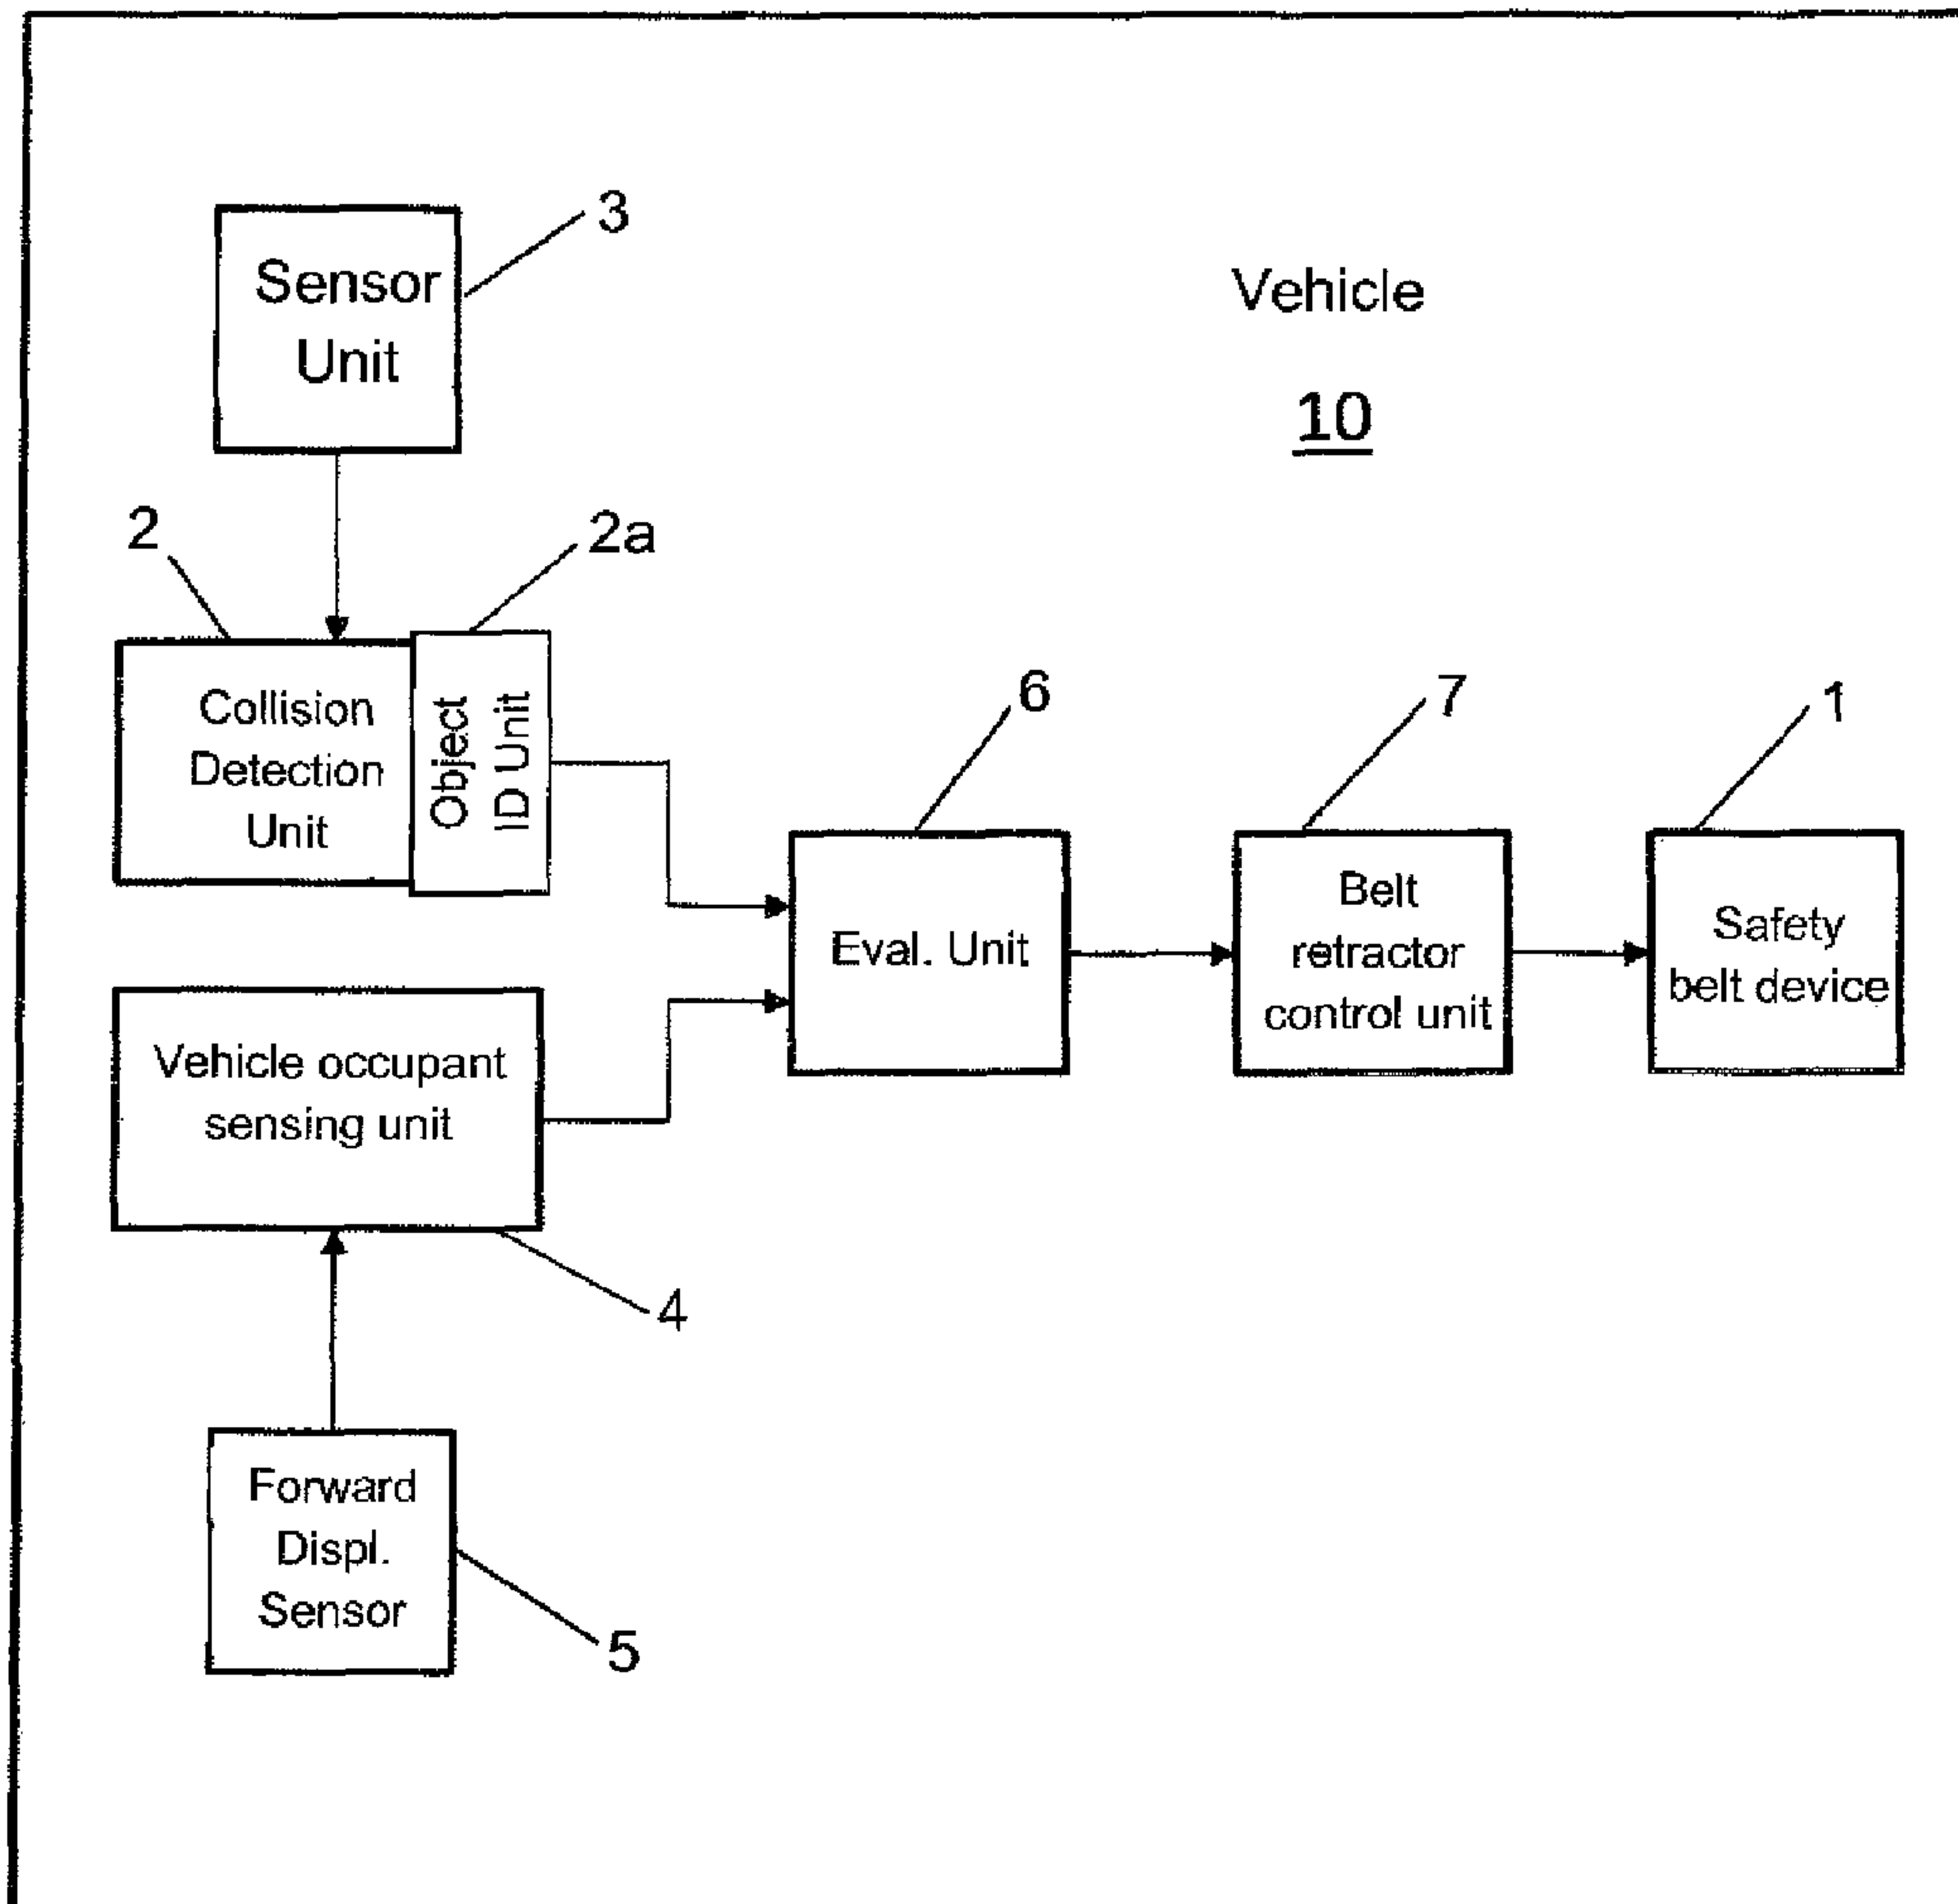 3
Sensor
Unit
Vehicle
10
2
2a
Collision
Detection
Unit
Object
ID Unit
6
7
1
Eval. Unit
Belt
retractor
control unit
Safety
belt device
Vehicle occupant
sensing unit
4
Forward
Displ.
Sensor
5